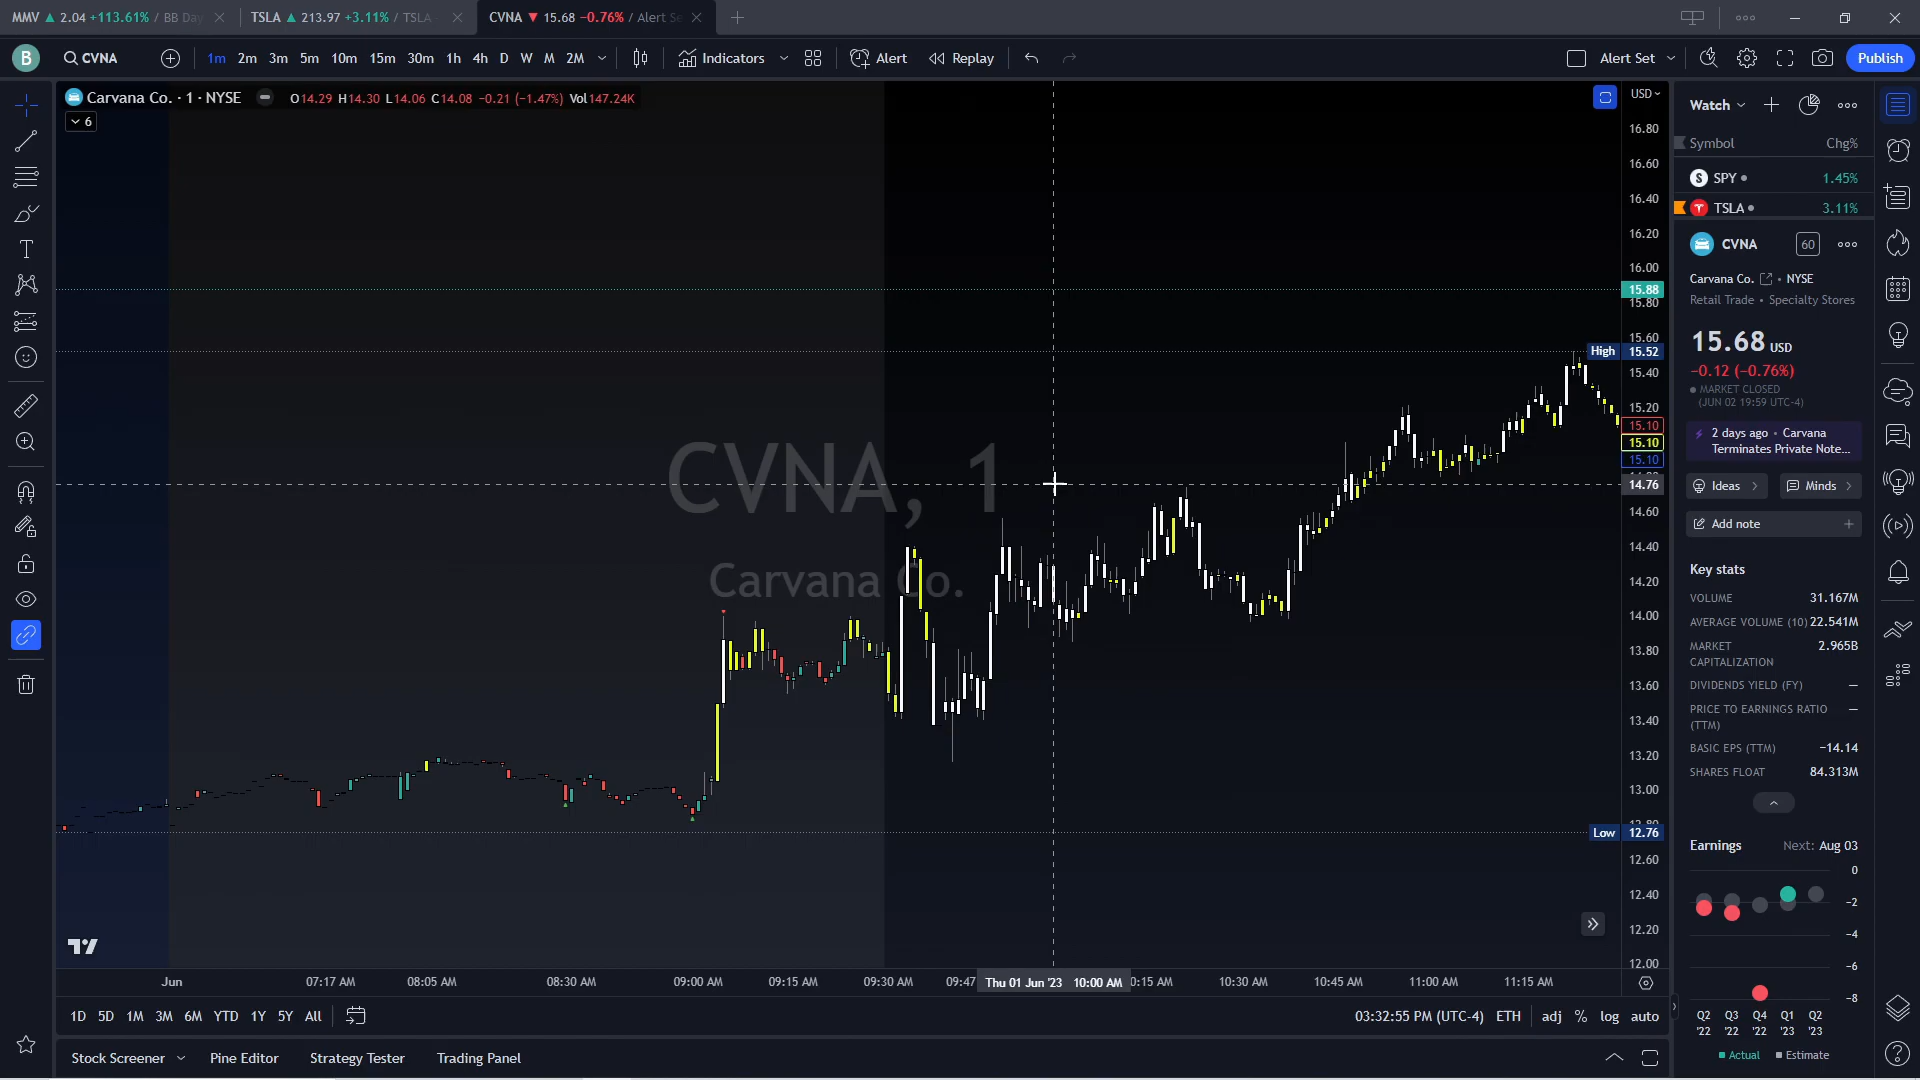 MMV ▲ 2.04 +113.61% / BB Day
TSLA ▲ 213.97 +3.11% / TSLA
CVNA ▼ 15.68 −0.76% / Alert Se
B
CVNA
1m 2m 3m 5m 10m 15m 30m 1h 4h D W M 2M
Indicators
Alert
Replay
Alert Set
Publish
Carvana Co. · 1 · NYSE
O14.29 H14.30 L14.06 C14.08 −0.21 (−1.47%) Vol147.24K
6
CVNA, 1
Carvana Co.
USD
16.80
16.60
16.40
16.20
16.00
15.88
15.80
15.60
High 15.52
15.40
15.20
15.10
15.10
15.10
14.76
14.60
14.40
14.20
14.00
13.80
13.60
13.40
13.20
13.00
Low 12.76
12.60
12.40
12.20
12.00
Jun 07:17 AM 08:05 AM 08:30 AM 09:00 AM 09:15 AM 09:30 AM 09:47 Thu 01 Jun '23 10:00 AM 0:15 AM 10:30 AM 10:45 AM 11:00 AM 11:15 AM
1D 5D 1M 3M 6M YTD 1Y 5Y All
03:32:55 PM (UTC-4) ETH adj % log auto
Stock Screener Pine Editor Strategy Tester Trading Panel
Watch
Symbol Chg%
SPY 1.45%
TSLA 3.11%
CVNA 60
Carvana Co. • NYSE
Retail Trade • Specialty Stores
15.68 USD
−0.12 (−0.76%)
MARKET CLOSED
(JUN 02 19:59 UTC-4)
2 days ago • Carvana
Terminates Private Note...
Ideas Minds
Add note
Key stats
VOLUME 31.167M
AVERAGE VOLUME (10) 22.541M
MARKET CAPITALIZATION 2.965B
DIVIDENDS YIELD (FY) —
PRICE TO EARNINGS RATIO (TTM) —
BASIC EPS (TTM) −14.14
SHARES FLOAT 84.313M
Earnings Next: Aug 03
0
−2
−4
−6
−8
Q2 Q3 Q4 Q1 Q2
'22 '22 '22 '23 '23
Actual Estimate